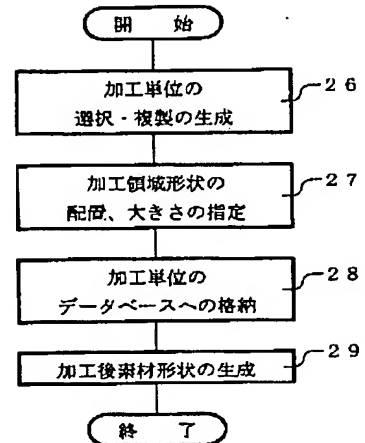 開 始
加工単位の
選択・複製の生成
26
加工領域形状の
配置、大きさの指定
27
加工単位の
データベースへの格納
28
加工後素材形状の生成
29
終 了